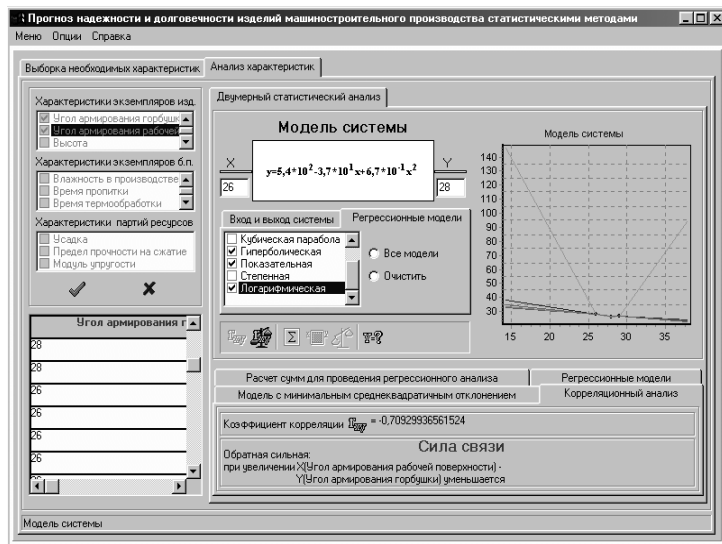 Прогноз надежности и долговечности изделий машиностроительного производства статистическими методами
Меню Опции Справка
Выборка необходимых характеристик
Анализ характеристик
Характеристики экземпляров изд.
Угол армирования горбушк
Угол армирования рабочей
Высота
Характеристики экземпляров б.п.
Влажность в производстве
Время пропитки
Время термообработки
Характеристики партий ресурсов
Усадка
Предел прочности на сжатие
Модуль упругости
Угол армирования г
28
28
26
26
26
26
26
Двумерный статистический анализ
Модель системы
X
26
y=5,4*10²-3,7*10¹x+6,7*10⁻¹x²
Y
28
Вход и выход системы
Регрессионные модели
Кубическая парабола
Гиперболическая
Показательная
Степенная
Логарифмическая
Все модели
Очистить
Σ
Модель системы
140
130
120
110
100
90
80
70
60
50
40
30
15 20 25 30 35
Расчет сумм для проведения регрессионного анализа
Регрессионные модели
Модель с минимальным среднеквадратичным отклонением
Корреляционный анализ
Коэффициент корреляции rxy = -0,70929936561524
Сила связи
Обратная сильная:
при увеличении X(Угол армирования рабочей поверхности) -
Y(Угол армирования горбушки) уменьшается
Модель системы